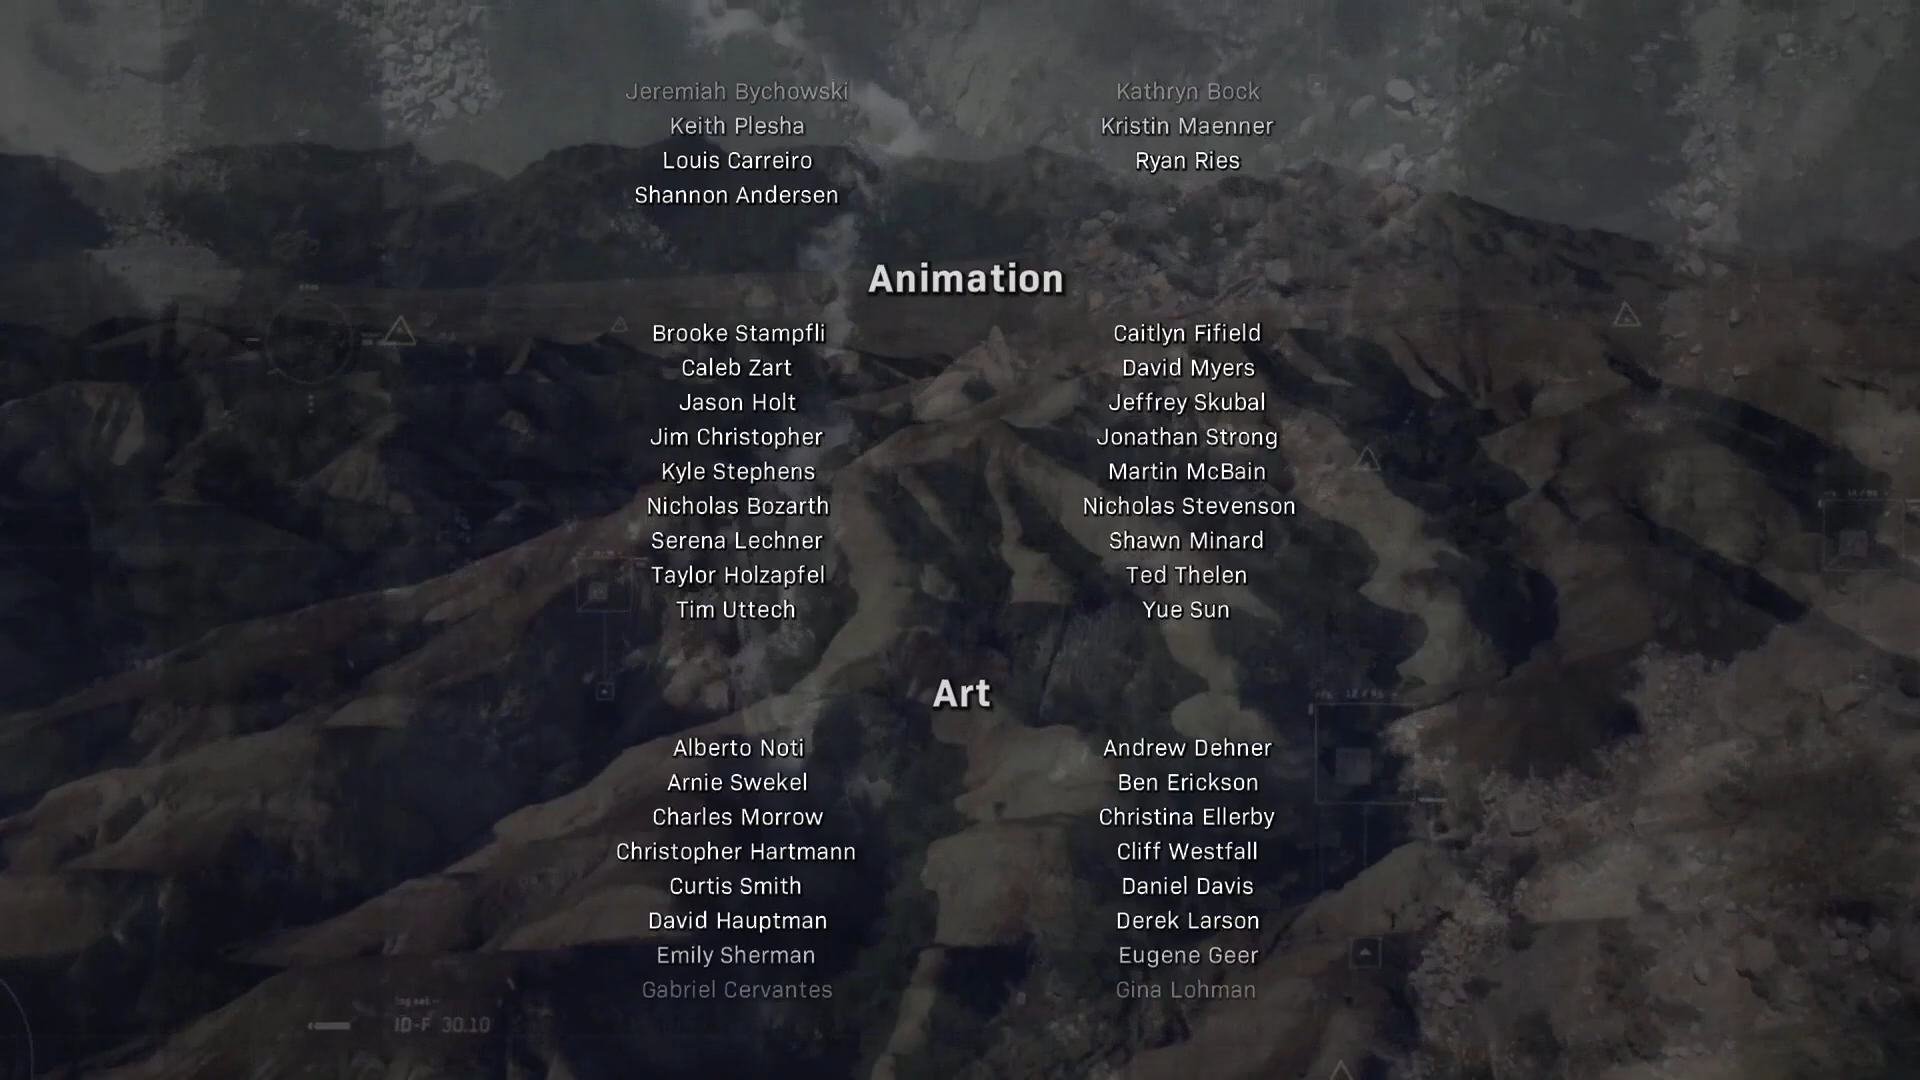 Jeremiah Bychowski Kathryn Bock
Keith Plesha Kristin Maenner
Louis Carreiro Ryan Ries
Shannon Andersen
Animation
Brooke Stampfli Caitlyn Fifield
Caleb Zart David Myers
Jason Holt Jeffrey Skubal
Jim Christopher Jonathan Strong
Kyle Stephens Martin McBain
Nicholas Bozarth Nicholas Stevenson
Serena Lechner Shawn Minard
Taylor Holzapfel Ted Thelen
Tim Uttech Yue Sun
Art
Alberto Noti Andrew Dehner
Arnie Swekel Ben Erickson
Charles Morrow Christina Ellerby
Christopher Hartmann Cliff Westfall
Curtis Smith Daniel Davis
David Hauptman Derek Larson
Emily Sherman Eugene Geer
Gabriel Cervantes Gina Lohman
ID-F 30.10